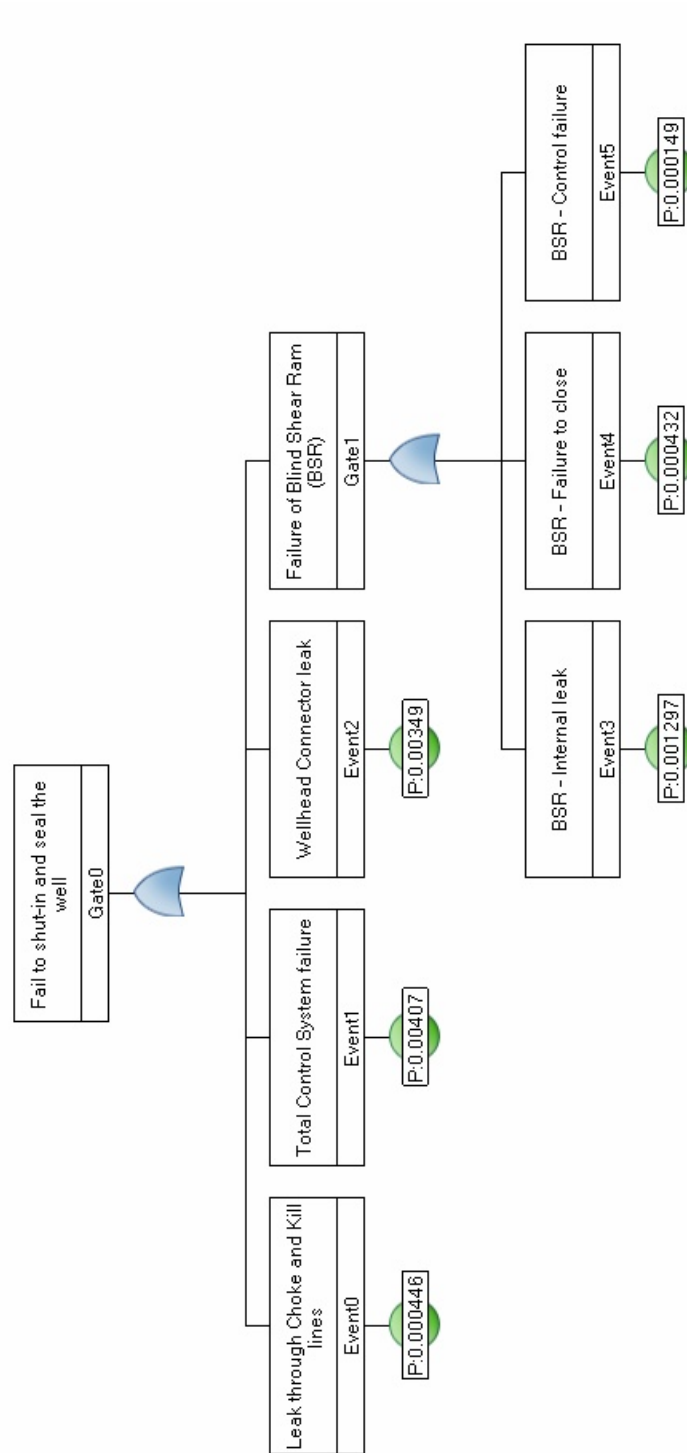 Fail to shut-in and seal the
well
Gate0
Leak through Choke and Kill
lines
Event0
P:0.000446
Total Control System failure
Event1
P:0.00407
Wellhead Connector leak
Event2
P:0.00349
Failure of Blind Shear Ram
(BSR)
Gate1
BSR - Internal leak
Event3
P:0.001297
BSR - Failure to close
Event4
P:0.000432
BSR - Control failure
Event5
P:0.000149